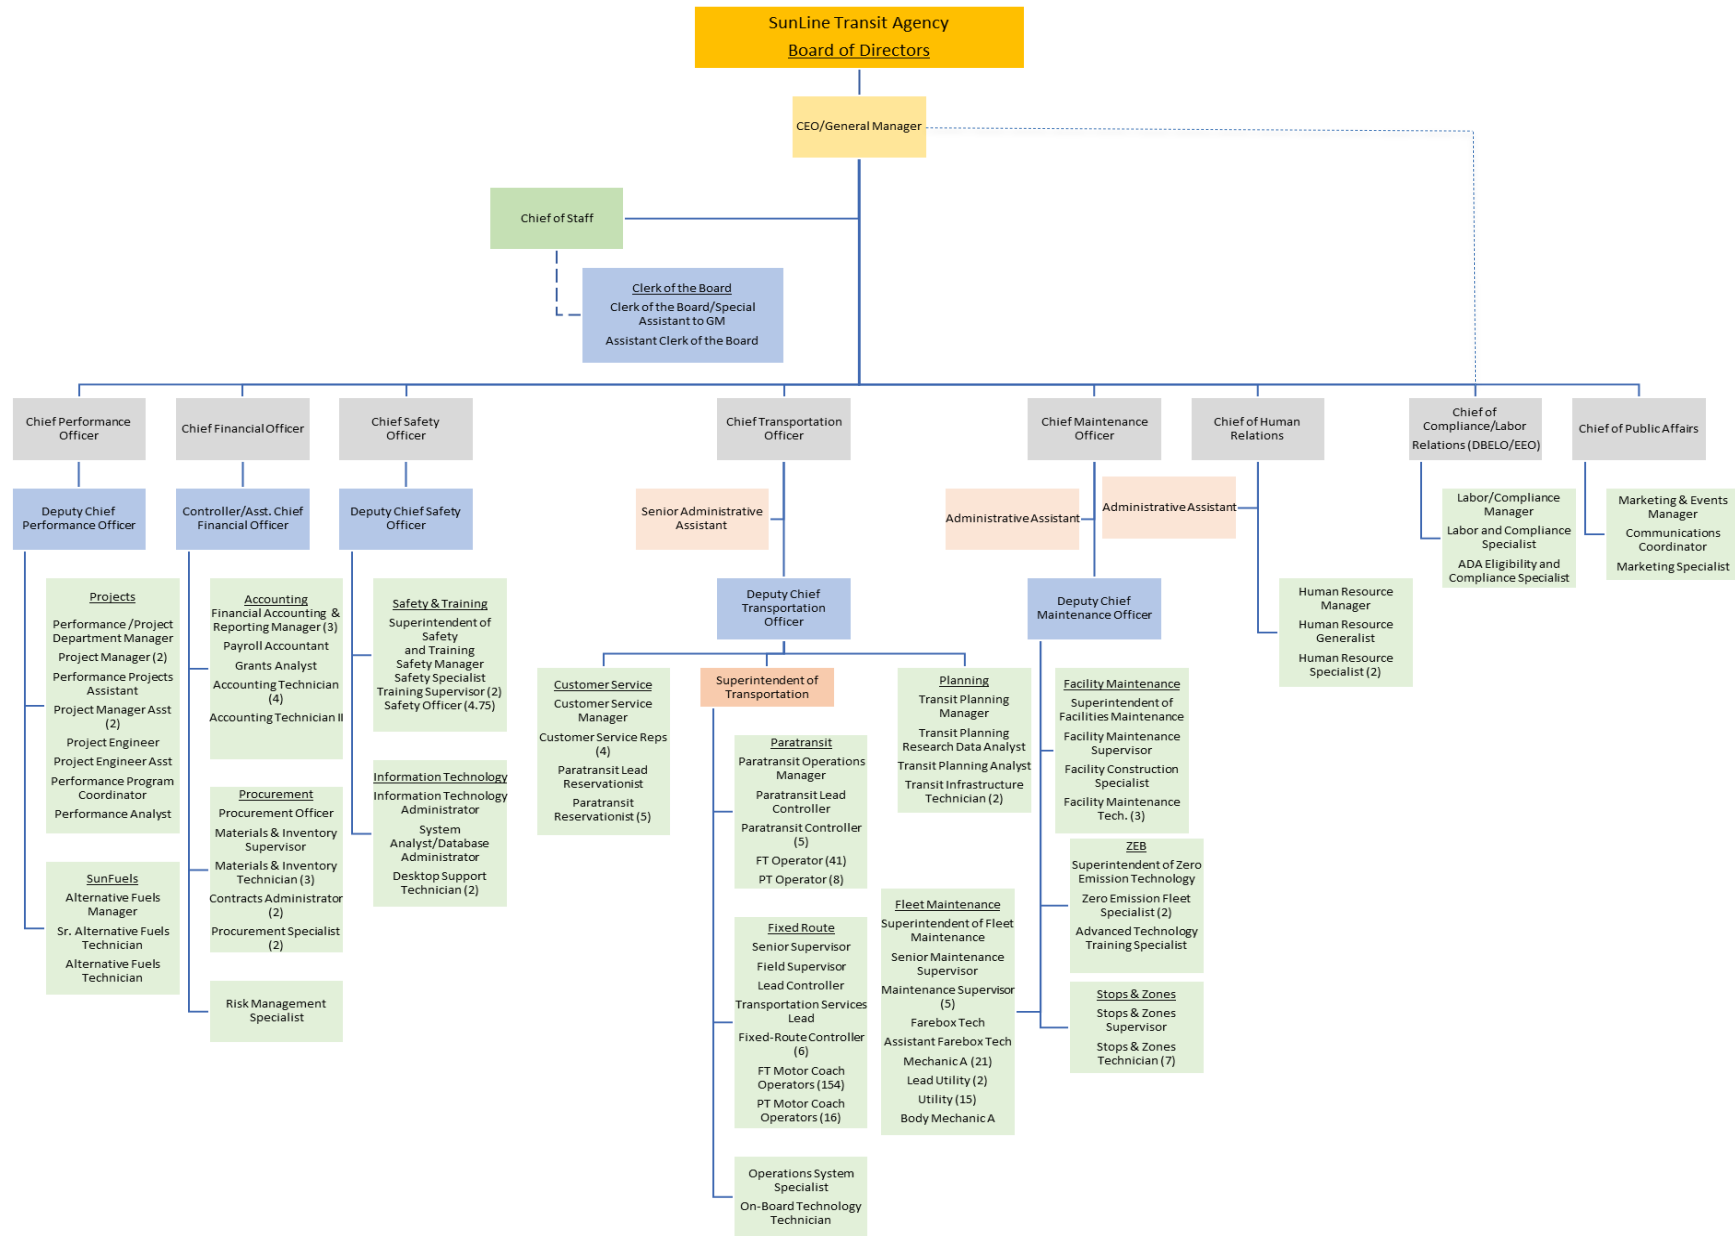 SunLine Transit Agency
Board of Directors
CEO/General Manager
Chief of Staff
Clerk of the Board
Clerk of the Board/Special
Assistant to GM
Assistant Clerk of the Board
Chief Performance
Officer
Chief Financial Officer
Chief Safety
Officer
Chief Transportation
Officer
Chief Maintenance
Officer
Chief of Human
Relations
Chief of
Compliance/Labor
Relations (DBELO/EEO)
Chief of Public Affairs
Deputy Chief
Performance Officer
Controller/Asst. Chief
Financial Officer
Deputy Chief Safety
Officer
Senior Administrative
Assistant
Administrative Assistant
Administrative Assistant
Labor/Compliance
Manager
Labor and Compliance
Specialist
ADA Eligibility and
Compliance Specialist
Marketing & Events
Manager
Communications
Coordinator
Marketing Specialist
Projects
Performance /Project
Department Manager
Project Manager (2)
Performance Projects
Assistant
Project Manager Asst
(2)
Project Engineer
Project Engineer Asst
Performance Program
Coordinator
Performance Analyst
SunFuels
Alternative Fuels
Manager
Sr. Alternative Fuels
Technician
Alternative Fuels
Technician
Accounting
Financial Accounting &
Reporting Manager (3)
Payroll Accountant
Grants Analyst
Accounting Technician
(4)
Accounting Technician II
Procurement
Procurement Officer
Materials & Inventory
Supervisor
Materials & Inventory
Technician (3)
Contracts Administrator
(2)
Procurement Specialist
(2)
Risk Management
Specialist
Safety & Training
Superintendent of
Safety
and Training
Safety Manager
Safety Specialist
Training Supervisor (2)
Safety Officer (4.75)
Information Technology
Information Technology
Administrator
System
Analyst/Database
Administrator
Desktop Support
Technician (2)
Deputy Chief
Transportation
Officer
Customer Service
Customer Service
Manager
Customer Service Reps
(4)
Paratransit Lead
Reservationist
Paratransit
Reservationist (5)
Superintendent of
Transportation
Paratransit
Paratransit Operations
Manager
Paratransit Lead
Controller
Paratransit Controller
(5)
FT Operator (41)
PT Operator (8)
Fixed Route
Senior Supervisor
Field Supervisor
Lead Controller
Transportation Services
Lead
Fixed-Route Controller
(6)
FT Motor Coach
Operators (154)
PT Motor Coach
Operators (16)
Operations System
Specialist
On-Board Technology
Technician
Planning
Transit Planning
Manager
Transit Planning
Research Data Analyst
Transit Planning Analyst
Transit Infrastructure
Technician (2)
Deputy Chief
Maintenance Officer
Facility Maintenance
Superintendent of
Facilities Maintenance
Facility Maintenance
Supervisor
Facility Construction
Specialist
Facility Maintenance
Tech. (3)
ZEB
Superintendent of Zero
Emission Technology
Zero Emission Fleet
Specialist (2)
Advanced Technology
Training Specialist
Fleet Maintenance
Superintendent of Fleet
Maintenance
Senior Maintenance
Supervisor
Maintenance Supervisor
(5)
Farebox Tech
Assistant Farebox Tech
Mechanic A (21)
Lead Utility (2)
Utility (15)
Body Mechanic A
Stops & Zones
Stops & Zones
Supervisor
Stops & Zones
Technician (7)
Human Resource
Manager
Human Resource
Generalist
Human Resource
Specialist (2)